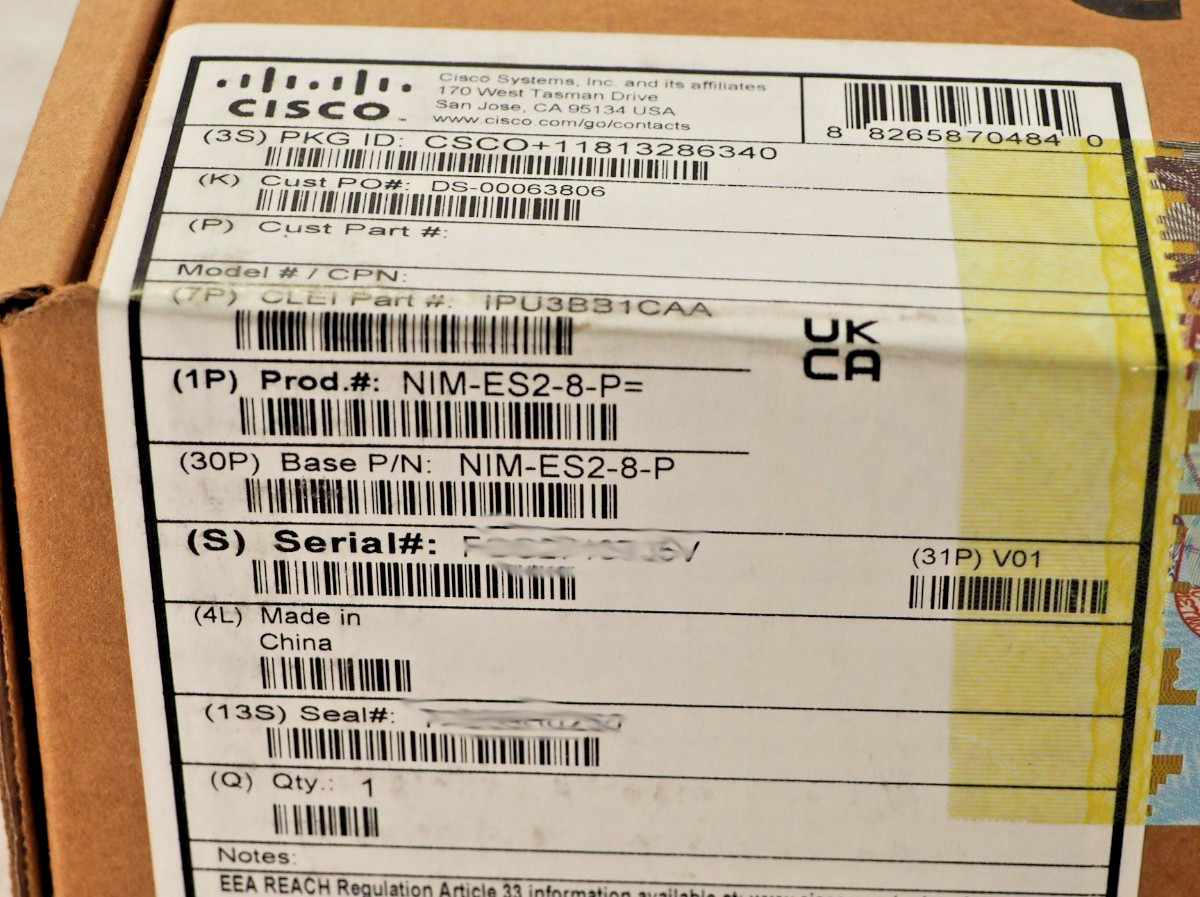 CISCO
Cisco Systems, Inc. and its affiliates
170 West Tasman Drive
San Jose, CA 95134 USA
www.cisco.com/go/contacts
8 8265870484 0
(3S) PKG ID: CSCO+11813286340
(K) Cust PO#: DS-00063806
(P) Cust Part #:
Model # / CPN:
(7P) CLEI Part #: IPU3BB1CAA
UK
CA
(1P) Prod.#: NIM-ES2-8-P=
(30P) Base P/N: NIM-ES2-8-P
(S) Serial#:
(31P) V01
(4L) Made in
China
(13S) Seal#:
(Q) Qty.: 1
Notes:
EEA REACH Regulation Article 33 information available at: